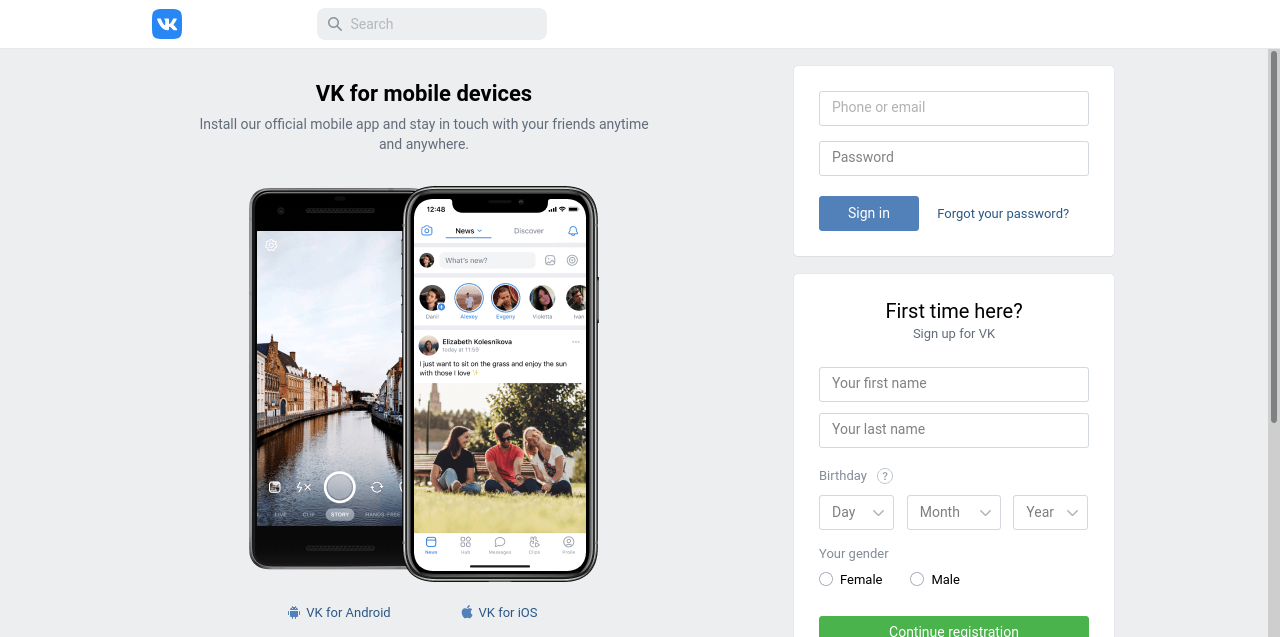 Search
VK for mobile devices
Install our official mobile app and stay in touch with your friends anytime
and anywhere.
12:48
News
Discover
What's new?
Danil
Alexey
Evgeny
Violetta
Ivan
Elizabeth Kolesnikova
today at 11:59
I just want to sit on the grass and enjoy the sun
with those I love
LIVE
CLIP
STORY
HANDS-FREE
News
Hub
Messages
Clips
Profile
VK for Android
VK for iOS
Phone or email
Password
Sign in
Forgot your password?
First time here?
Sign up for VK
Your first name
Your last name
Birthday ?
Day
Month
Year
Your gender
Female
Male
Continue registration